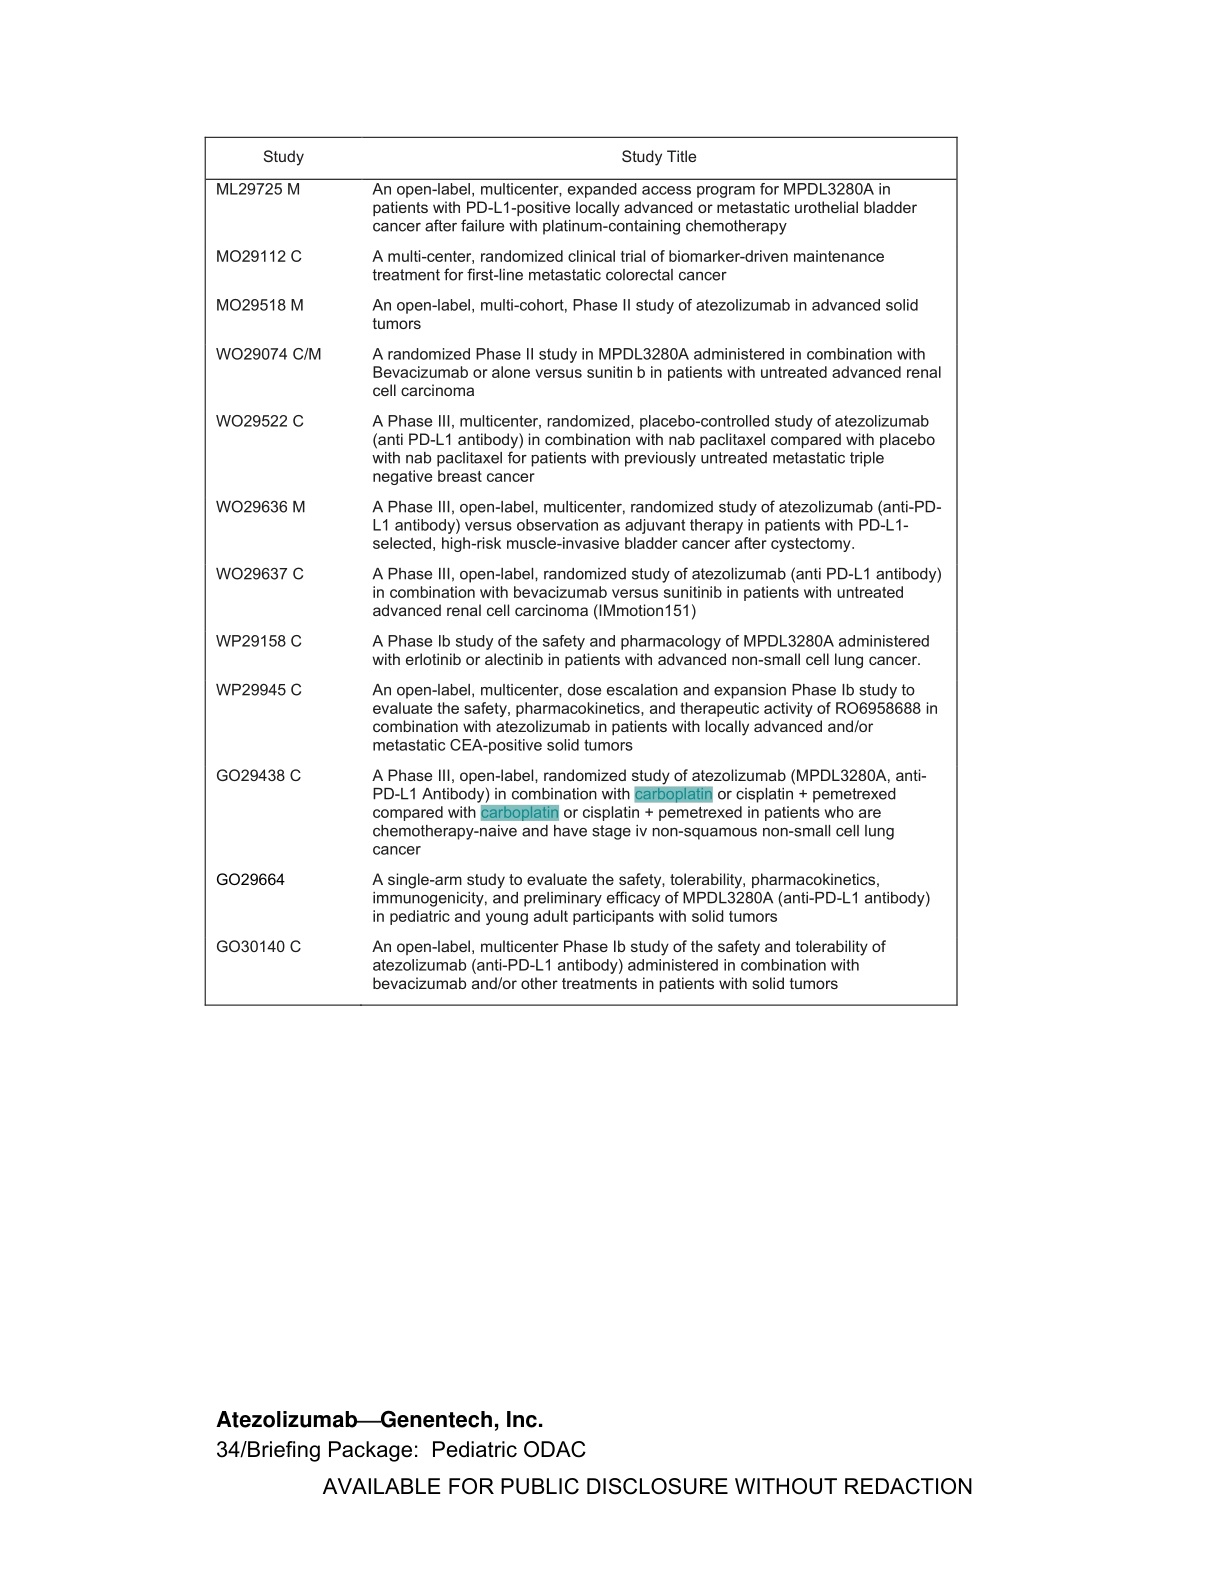 Study Study Title
ML29725 M An open-label, multicenter, expanded access program for MPDL3280A in
patients with PD-L1-positive locally advanced or metastatic urothelial bladder
cancer after failure with platinum-containing chemotherapy
MO29112 C A multi-center, randomized clinical trial of biomarker-driven maintenance
treatment for first-line metastatic colorectal cancer
MO29518 M An open-label, multi-cohort, Phase II study of atezolizumab in advanced solid
tumors
WO29074 C/M A randomized Phase II study in MPDL3280A administered in combination with
Bevacizumab or alone versus sunitin b in patients with untreated advanced renal
cell carcinoma
WO29522 C A Phase III, multicenter, randomized, placebo-controlled study of atezolizumab
(anti PD-L1 antibody) in combination with nab paclitaxel compared with placebo
with nab paclitaxel for patients with previously untreated metastatic triple
negative breast cancer
WO29636 M A Phase III, open-label, multicenter, randomized study of atezolizumab (anti-PD-
L1 antibody) versus observation as adjuvant therapy in patients with PD-L1-
selected, high-risk muscle-invasive bladder cancer after cystectomy.
WO29637 C A Phase III, open-label, randomized study of atezolizumab (anti PD-L1 antibody)
in combination with bevacizumab versus sunitinib in patients with untreated
advanced renal cell carcinoma (IMmotion151)
WP29158 C A Phase Ib study of the safety and pharmacology of MPDL3280A administered
with erlotinib or alectinib in patients with advanced non-small cell lung cancer.
WP29945 C An open-label, multicenter, dose escalation and expansion Phase Ib study to
evaluate the safety, pharmacokinetics, and therapeutic activity of RO6958688 in
combination with atezolizumab in patients with locally advanced and/or
metastatic CEA-positive solid tumors
GO29438 C A Phase III, open-label, randomized study of atezolizumab (MPDL3280A, anti-
PD-L1 Antibody) in combination with carboplatin or cisplatin + pemetrexed
compared with carboplatin or cisplatin + pemetrexed in patients who are
chemotherapy-naive and have stage iv non-squamous non-small cell lung
cancer
GO29664 A single-arm study to evaluate the safety, tolerability, pharmacokinetics,
immunogenicity, and preliminary efficacy of MPDL3280A (anti-PD-L1 antibody)
in pediatric and young adult participants with solid tumors
GO30140 C An open-label, multicenter Phase Ib study of the safety and tolerability of
atezolizumab (anti-PD-L1 antibody) administered in combination with
bevacizumab and/or other treatments in patients with solid tumors
Atezolizumab—Genentech, Inc.
34/Briefing Package: Pediatric ODAC
AVAILABLE FOR PUBLIC DISCLOSURE WITHOUT REDACTION